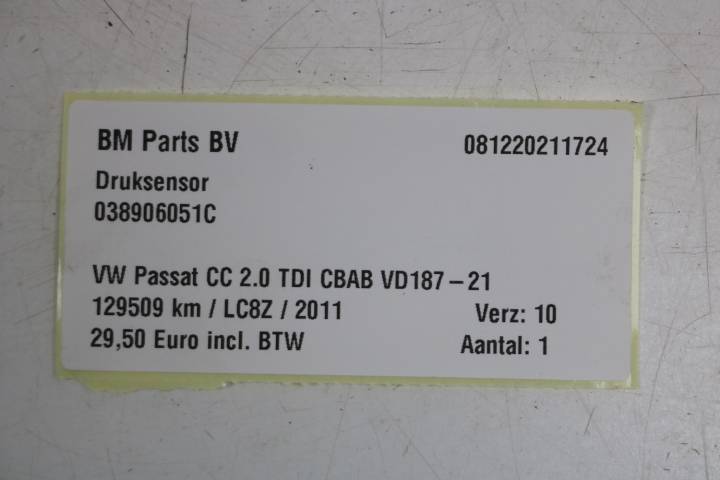 BM Parts BV 081220211724
Druksensor
038906051C
VW Passat CC 2.0 TDI CBAB VD187-21
129509 km / LC8Z / 2011 Verz: 10
29,50 Euro incl. BTW Aantal: 1